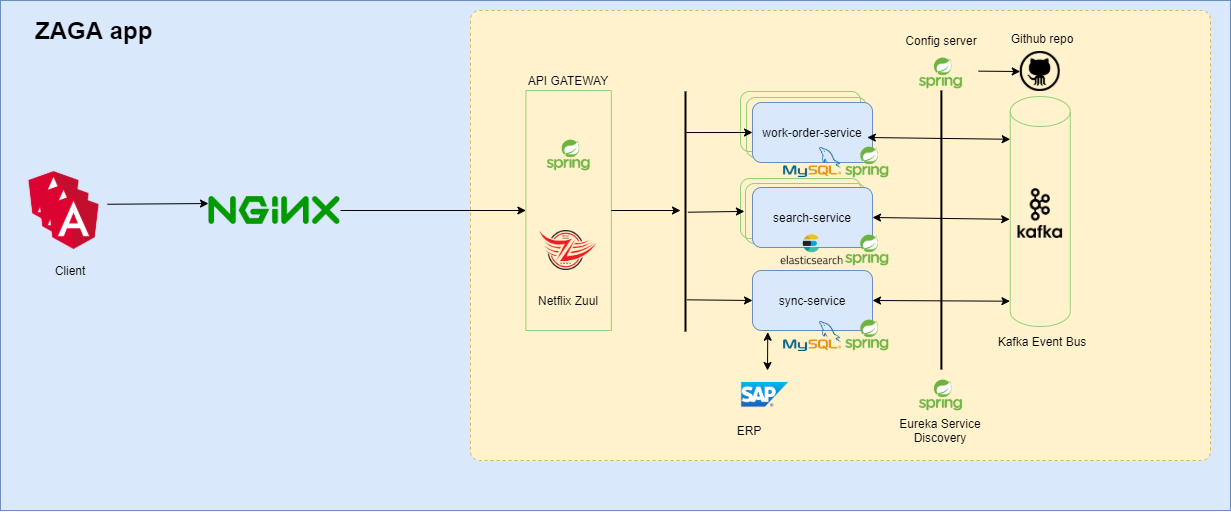 ZAGA app
Config server
Github repo
spring
API GATEWAY
spring
Netflix Zuul
A
Client
NGINX
work-order-service
MySQL®
spring
search-service
elasticsearch
spring
sync-service
MySQL®
spring
SAP
ERP
kafka
Kafka Event Bus
spring
Eureka Service
Discovery